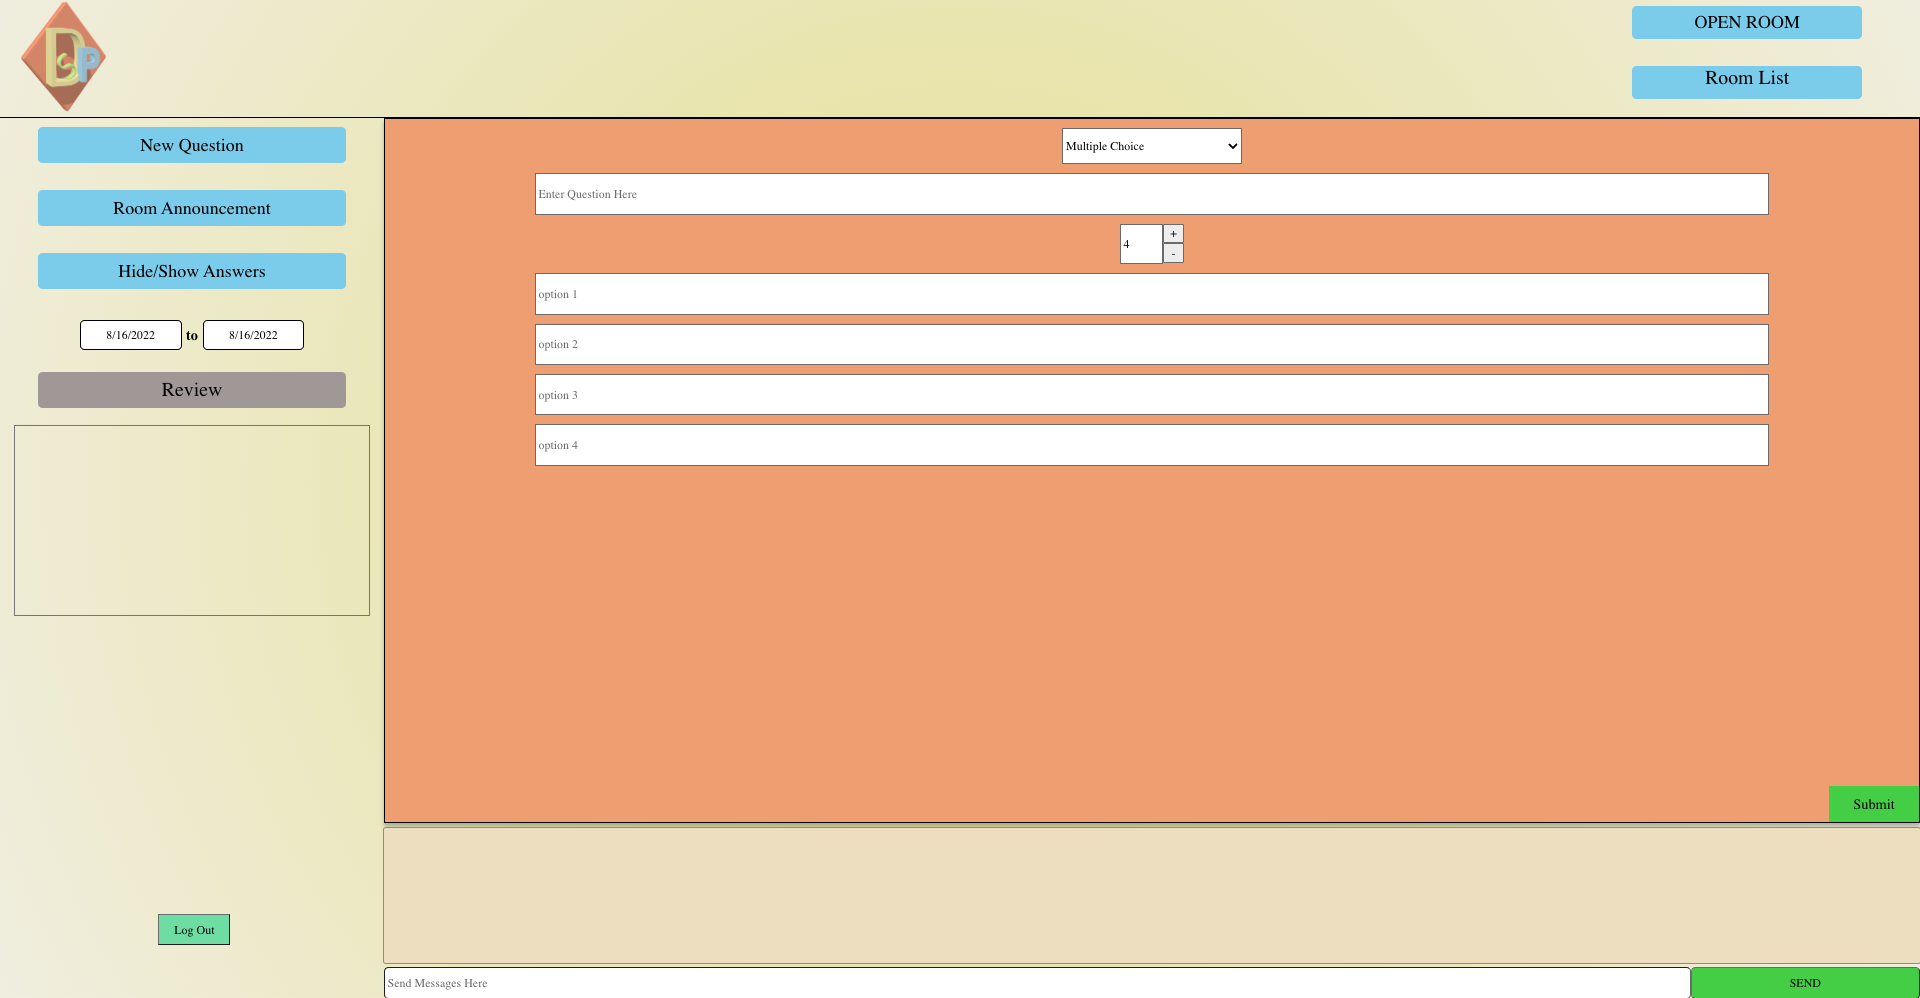 DSP
OPEN ROOM
Room List
New Question
Room Announcement
Hide/Show Answers
8/16/2022 to 8/16/2022
Review
Log Out
Multiple Choice
Enter Question Here
4
+
-
option 1
option 2
option 3
option 4
Submit
Send Messages Here
SEND